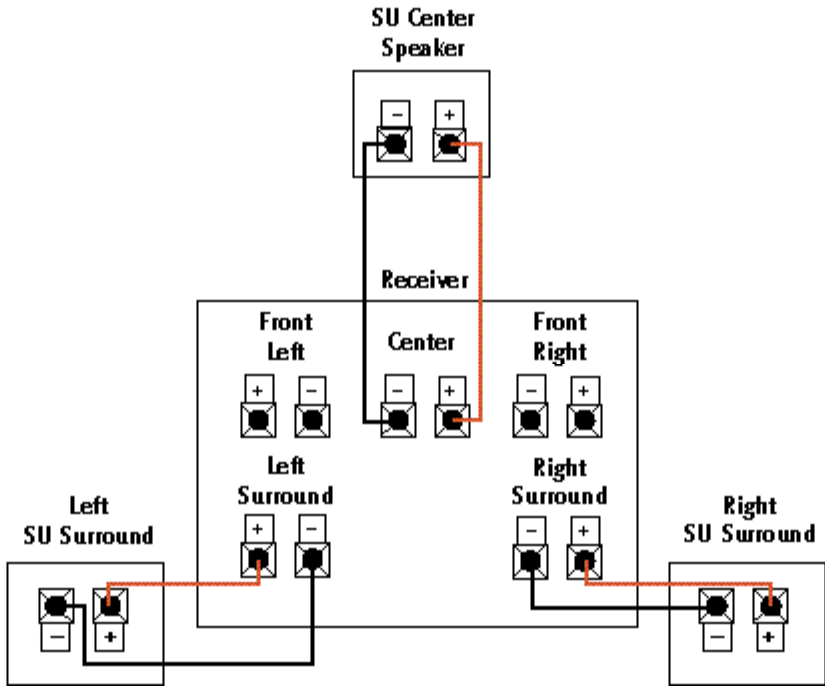 SU Center
Speaker
− +
Receiver
Front
Left
Center
Front
Right
+ −
− +
− +
Left
Surround
Right
Surround
+ −
− +
Left
SU Surround
− +
Right
SU Surround
− +